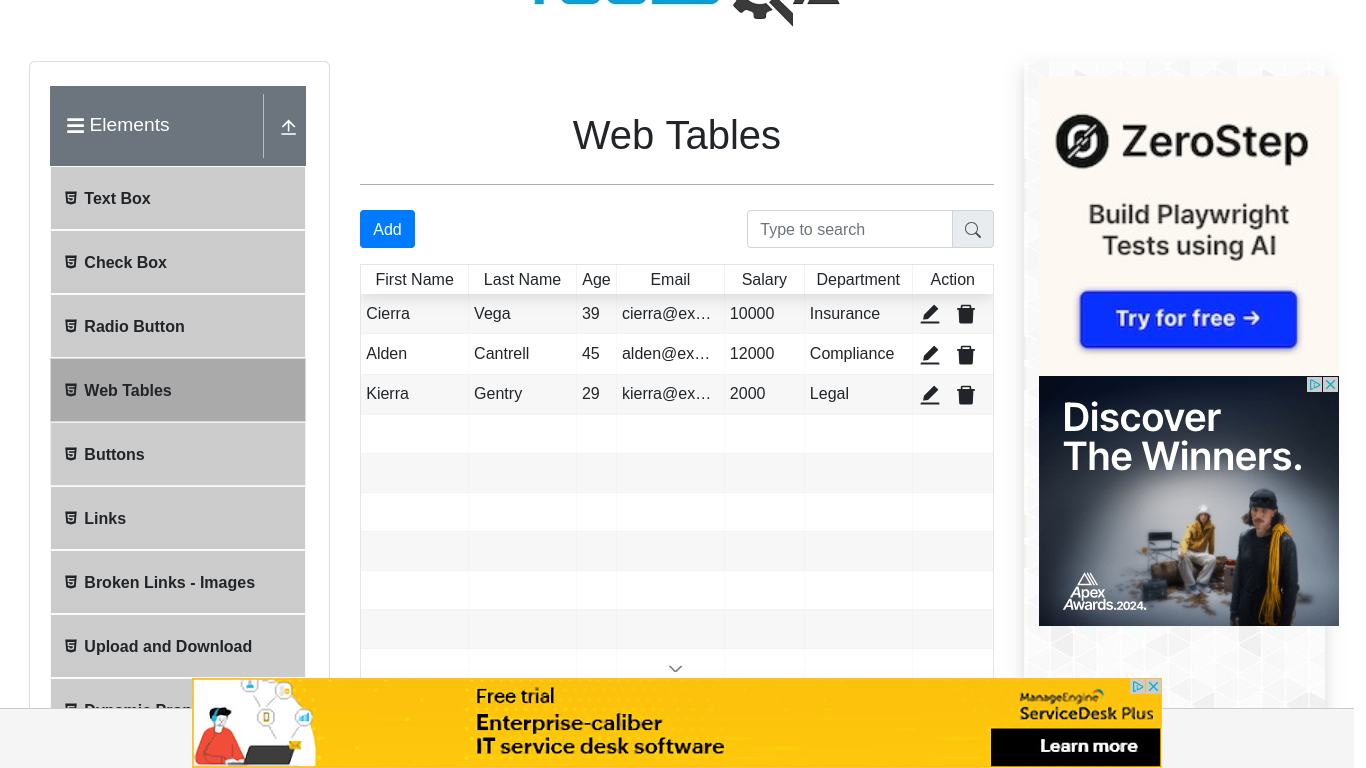 Elements
Text Box
Check Box
Radio Button
Web Tables
Buttons
Links
Broken Links - Images
Upload and Download
Web Tables
Add
Type to search
First Name Last Name Age Email Salary Department Action
Cierra Vega 39 cierra@ex… 10000 Insurance
Alden Cantrell 45 alden@ex… 12000 Compliance
Kierra Gentry 29 kierra@ex… 2000 Legal
ZeroStep
Build Playwright
Tests using AI
Try for free →
Discover
The Winners.
Apex
Awards.2024.
Free trial
Enterprise-caliber
IT service desk software
ManageEngine
ServiceDesk Plus
Learn more